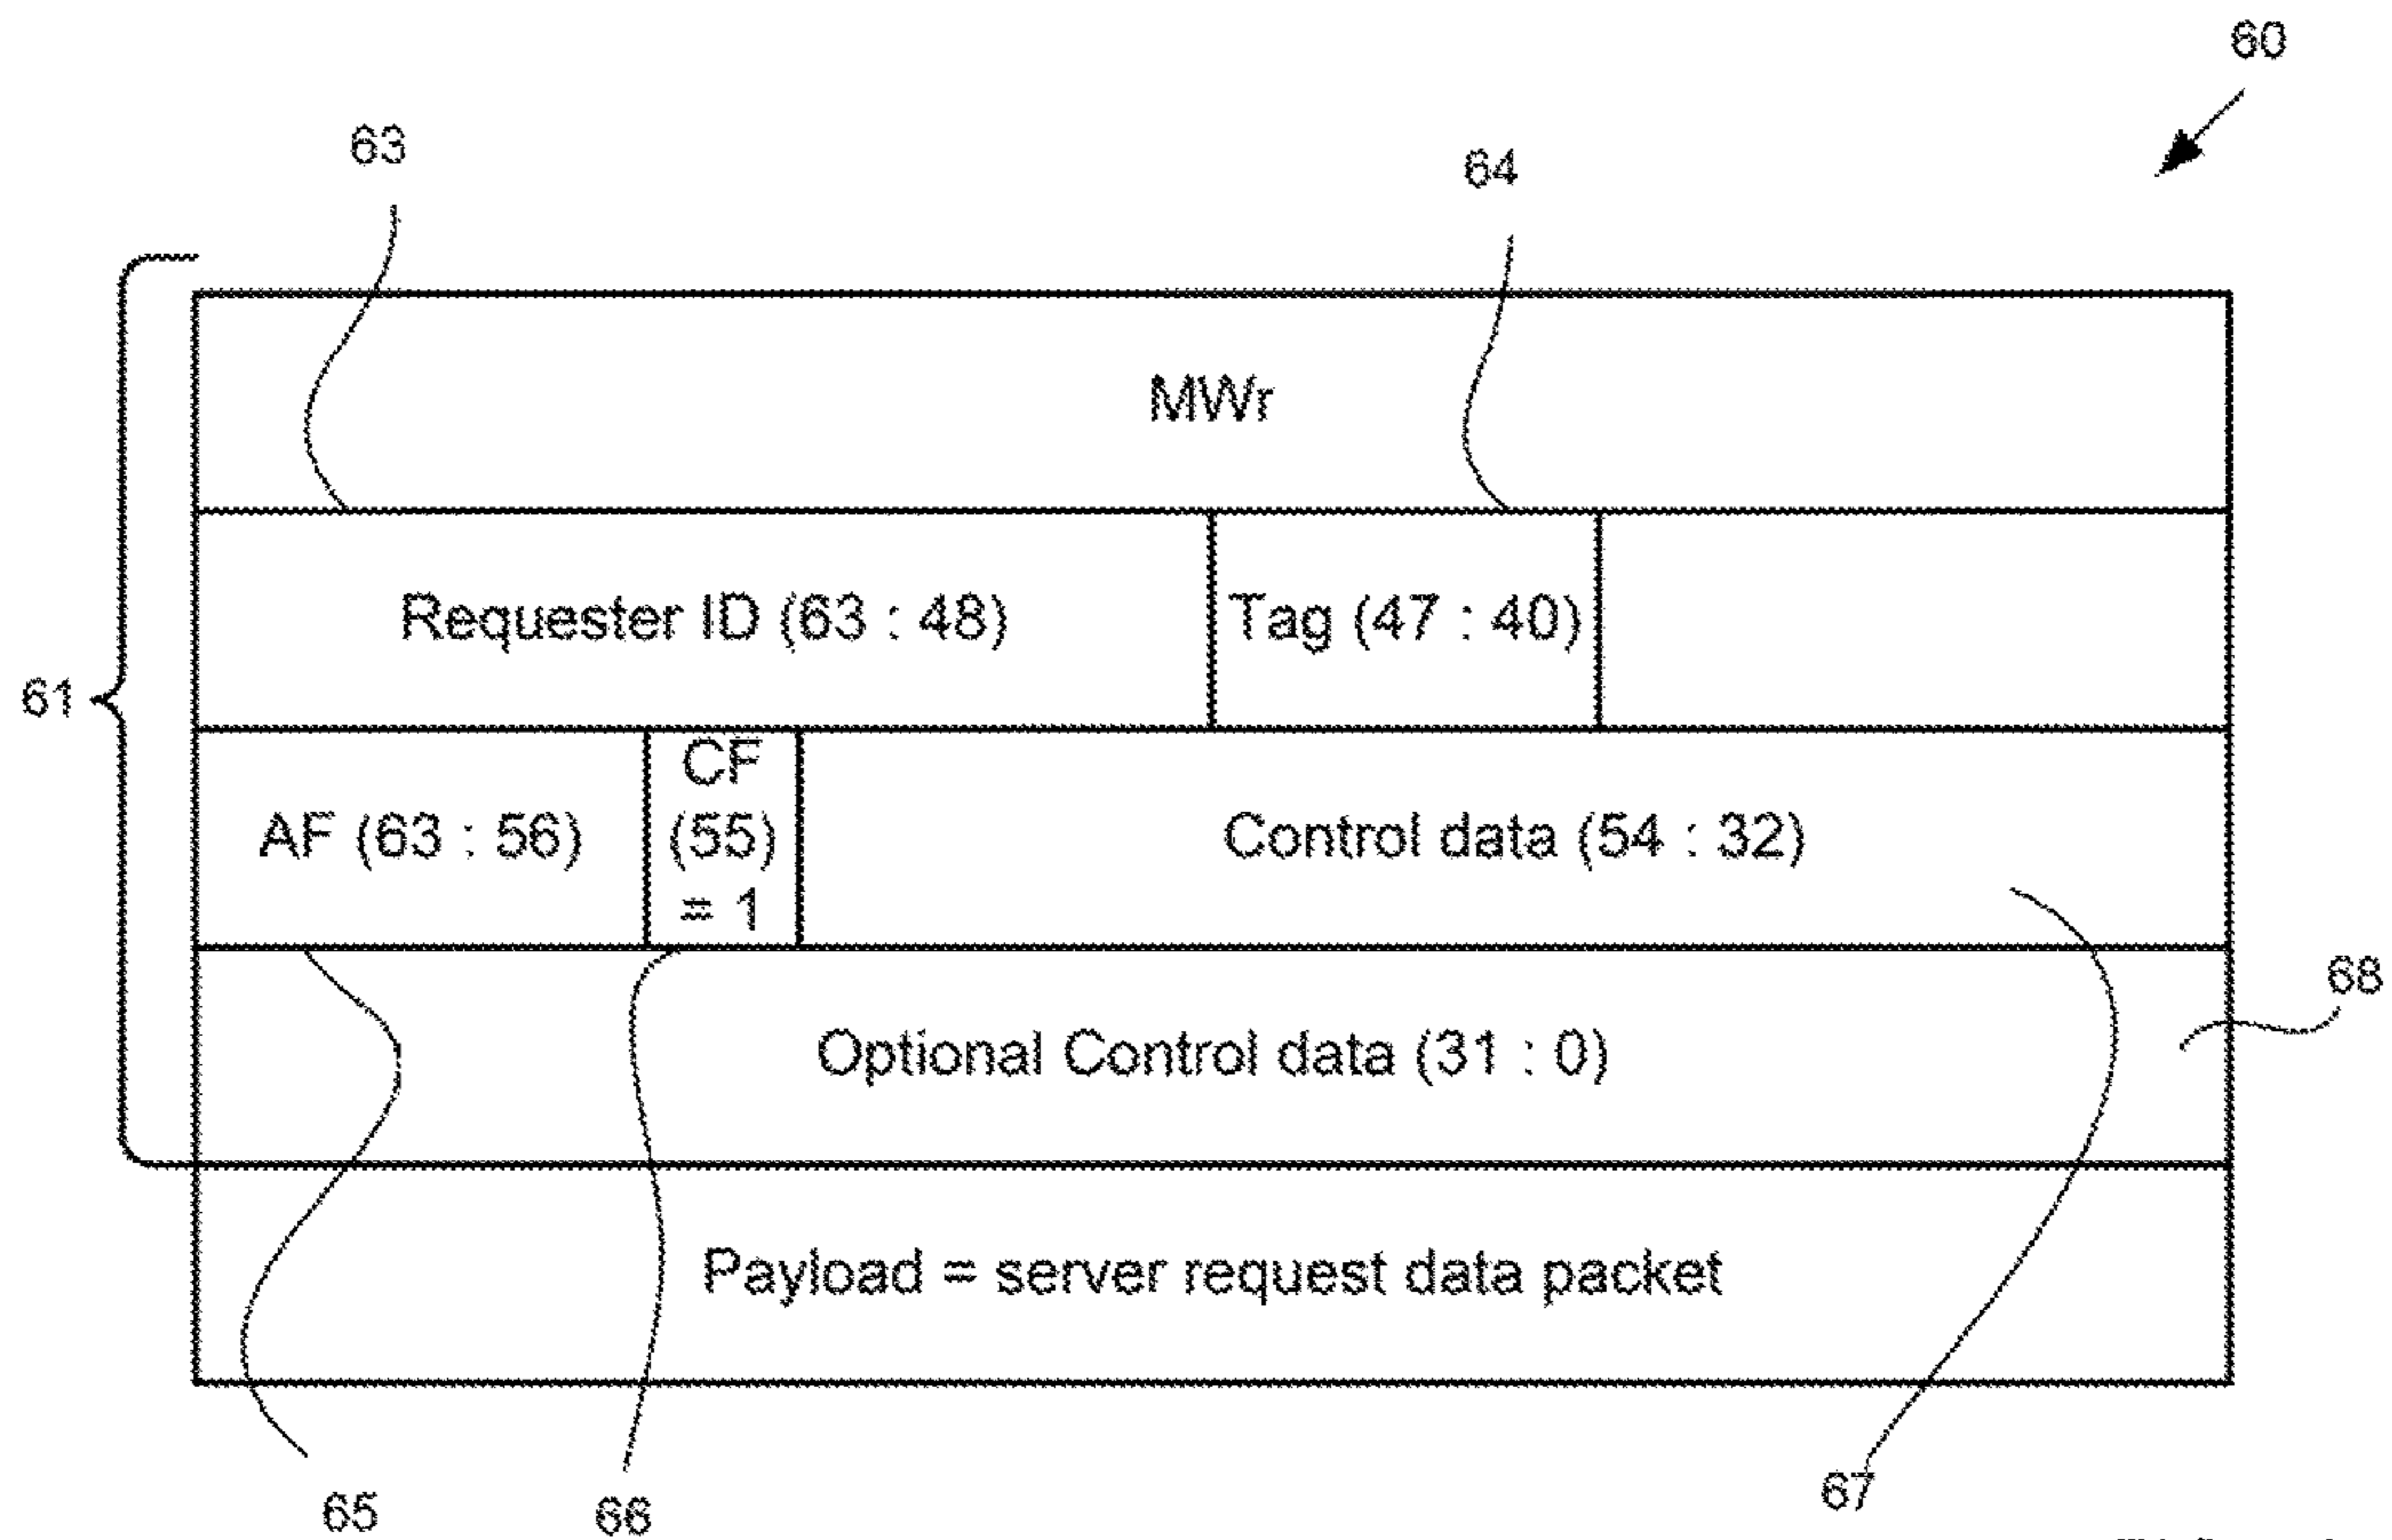 60
63
64
MWr
Requester ID (63 : 48)
Tag (47 : 40)
61
AF (63 : 56)
CF
(55)
= 1
Control data (54 : 32)
68
Optional Control data (31 : 0)
Payload = server request data packet
65
66
67